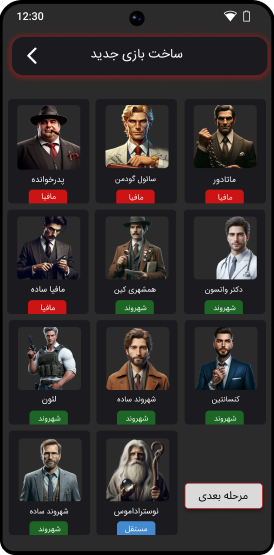 12:30
ساخت بازی جدید
ماتادور
مافیا
سائول گودمن
مافیا
پدرخوانده
مافیا
دکتر واتسون
شهروند
همشهری کین
شهروند
مافیا ساده
مافیا
کنستانتین
شهروند
شهروند ساده
شهروند
لئون
شهروند
مرحله بعدی
نوستراداموس
مستقل
شهروند ساده
شهروند